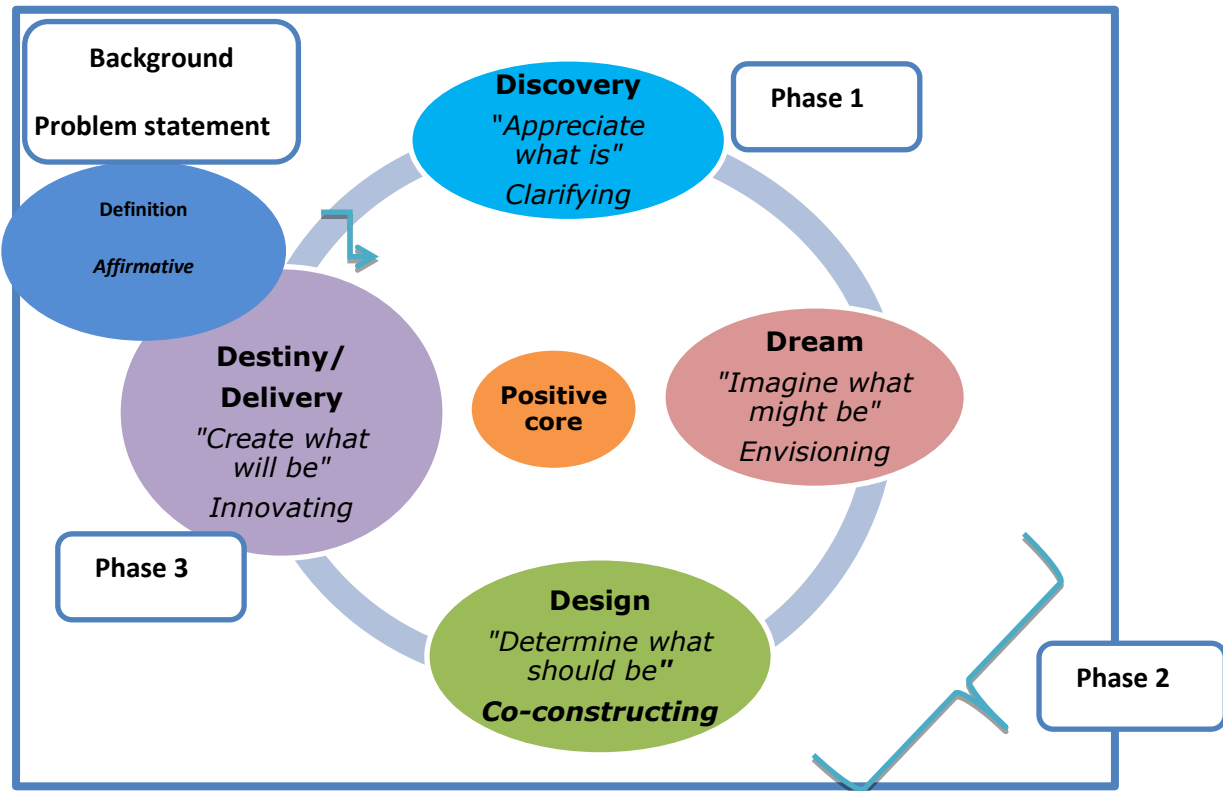 Background
Problem statement
Definition
Affirmative
Discovery
"Appreciate
what is"
Clarifying
Phase 1
Dream
"Imagine what
might be"
Envisioning
Positive
core
Destiny/
Delivery
"Create what
will be"
Innovating
Phase 3
Design
"Determine what
should be"
Co-constructing
Phase 2